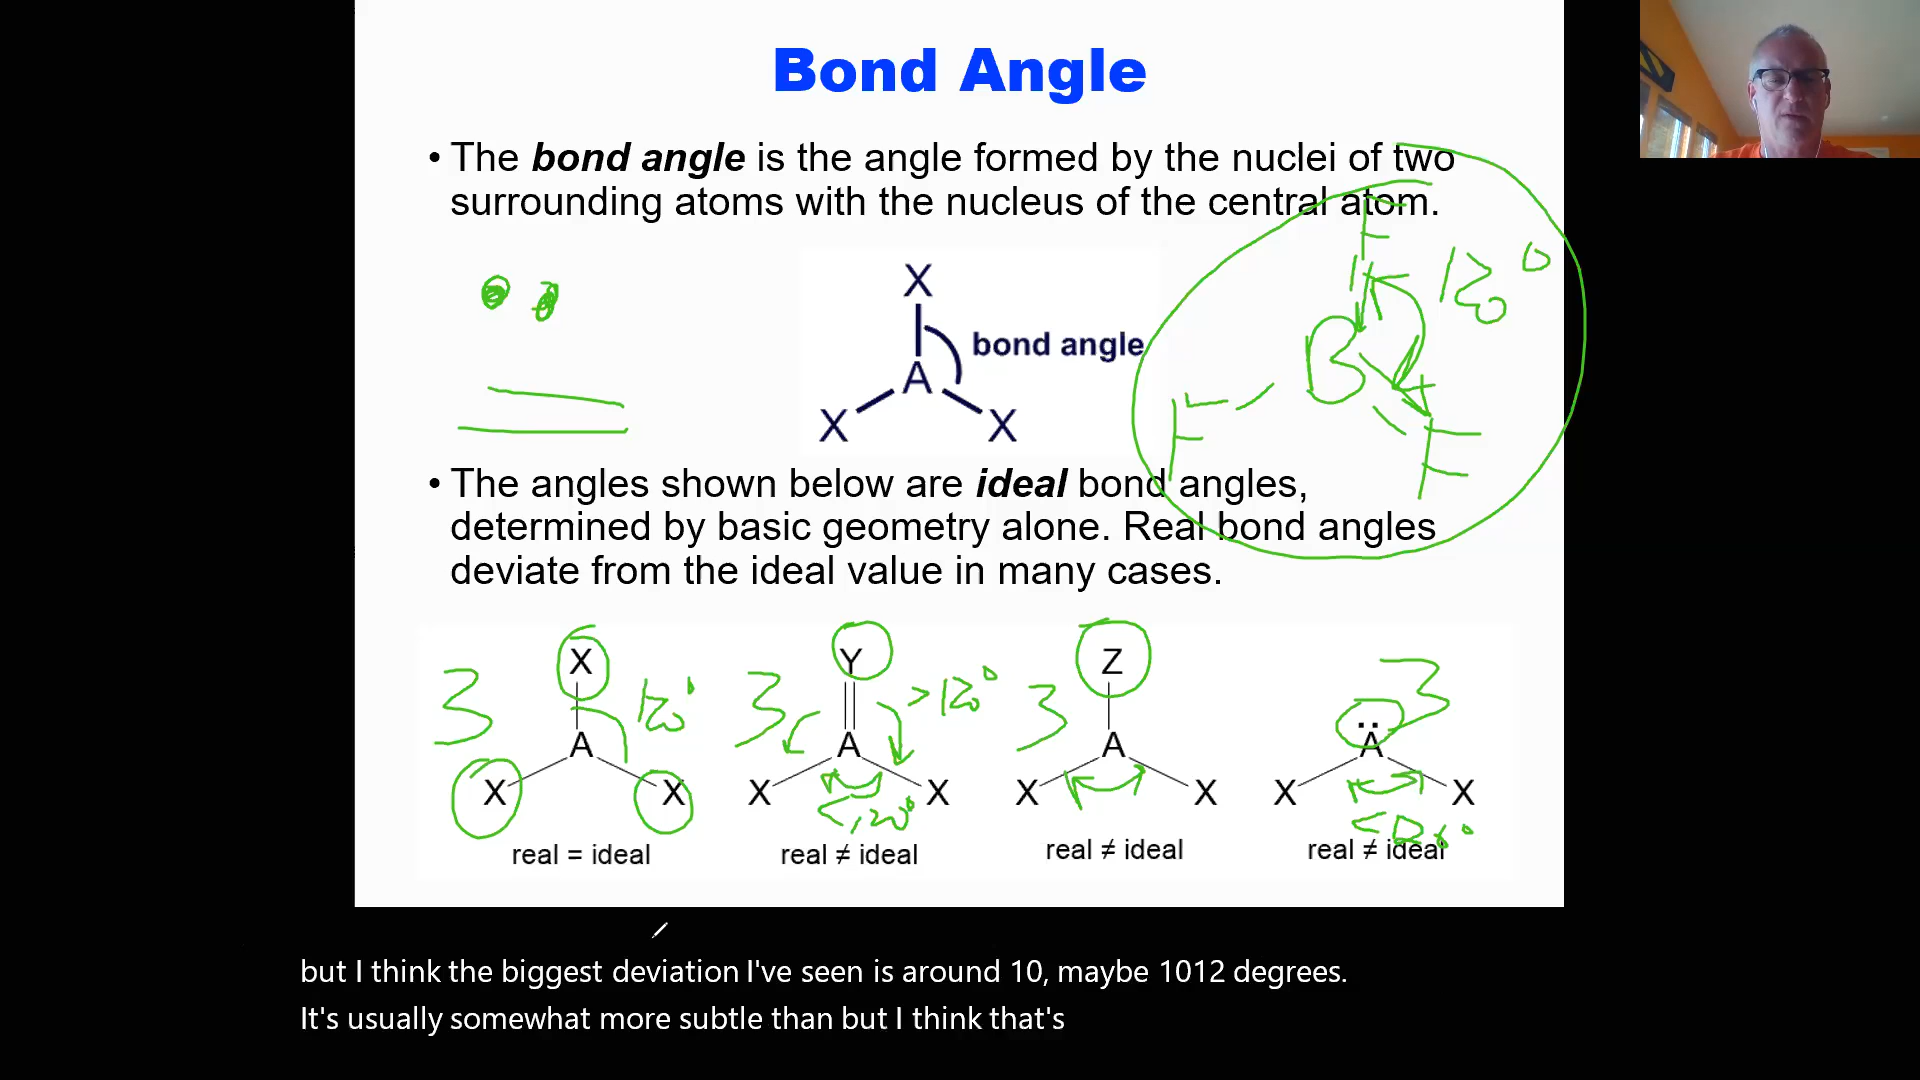 Bond Angle
• The bond angle is the angle formed by the nuclei of two
surrounding atoms with the nucleus of the central atom.
X
bond angle
A
X X
F
120°
B
F
F
• The angles shown below are ideal bond angles,
determined by basic geometry alone. Real bond angles
deviate from the ideal value in many cases.
3 X 120°
A
X X
real = ideal
3 Y >120°
A
X X
<120°
real ≠ ideal
3 Z
A
X X
real ≠ ideal
3
A
X X
<120°
real ≠ ideal
but I think the biggest deviation I've seen is around 10, maybe 1012 degrees.
It's usually somewhat more subtle than but I think that's